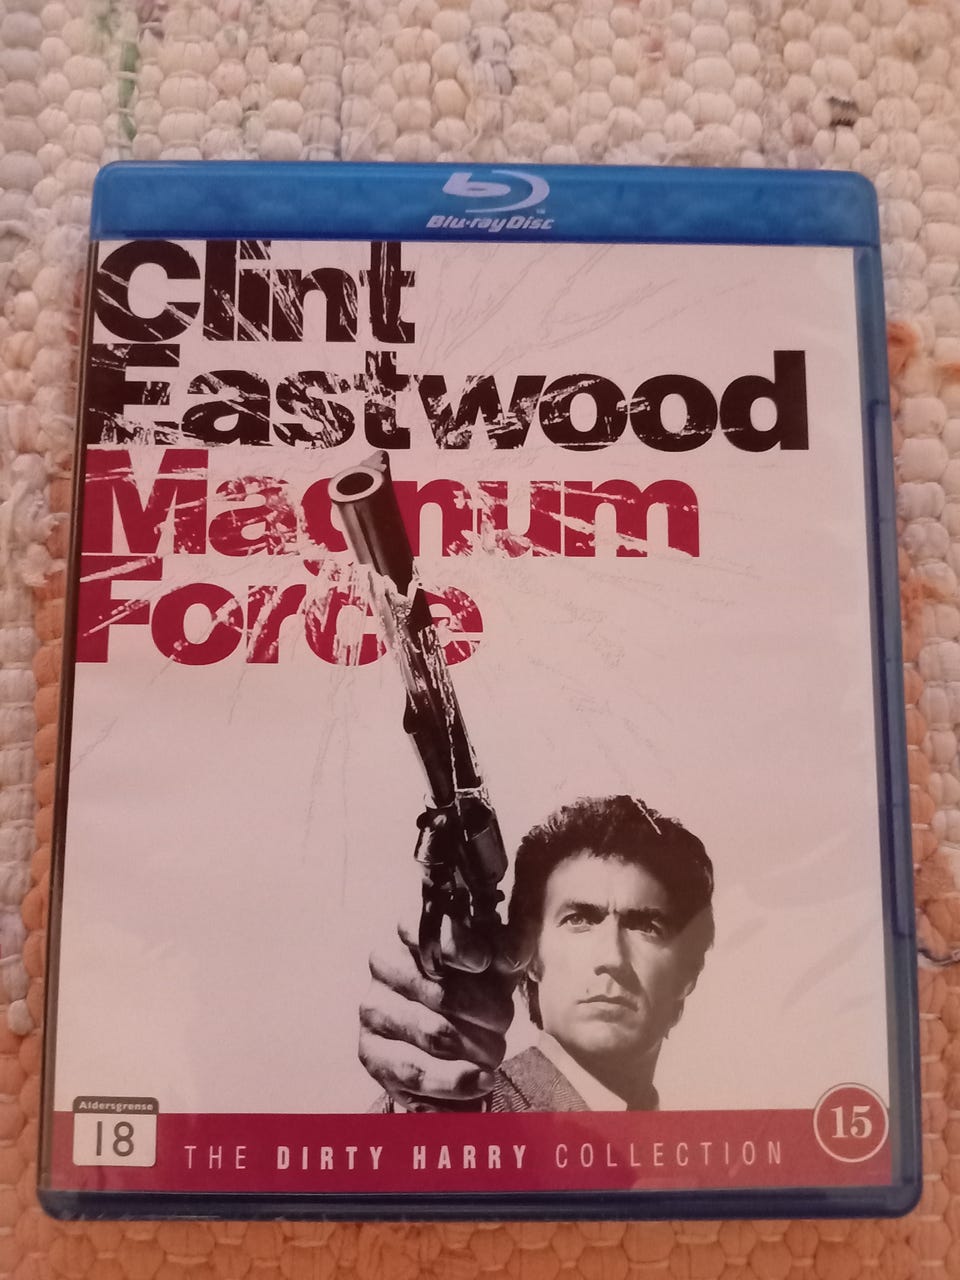 Blu-ray Disc
Clint
Eastwood
Magnum
Force
Aldersgrense
18
THE DIRTY HARRY COLLECTION
15